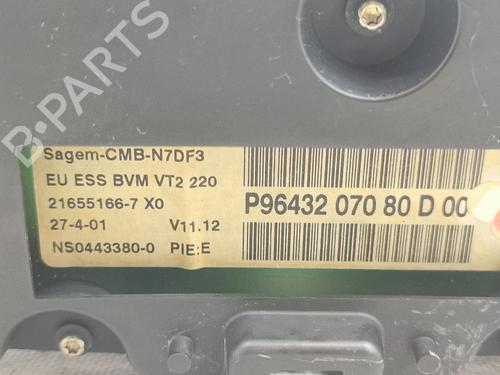 B-PARTS
Sagem-CMB-N7DF3
EU ESS BVM VT2 220
21655166-7 X0
27-4-01 V11.12
NS0443380-0 PIE:E
P96432 070 80 D 00